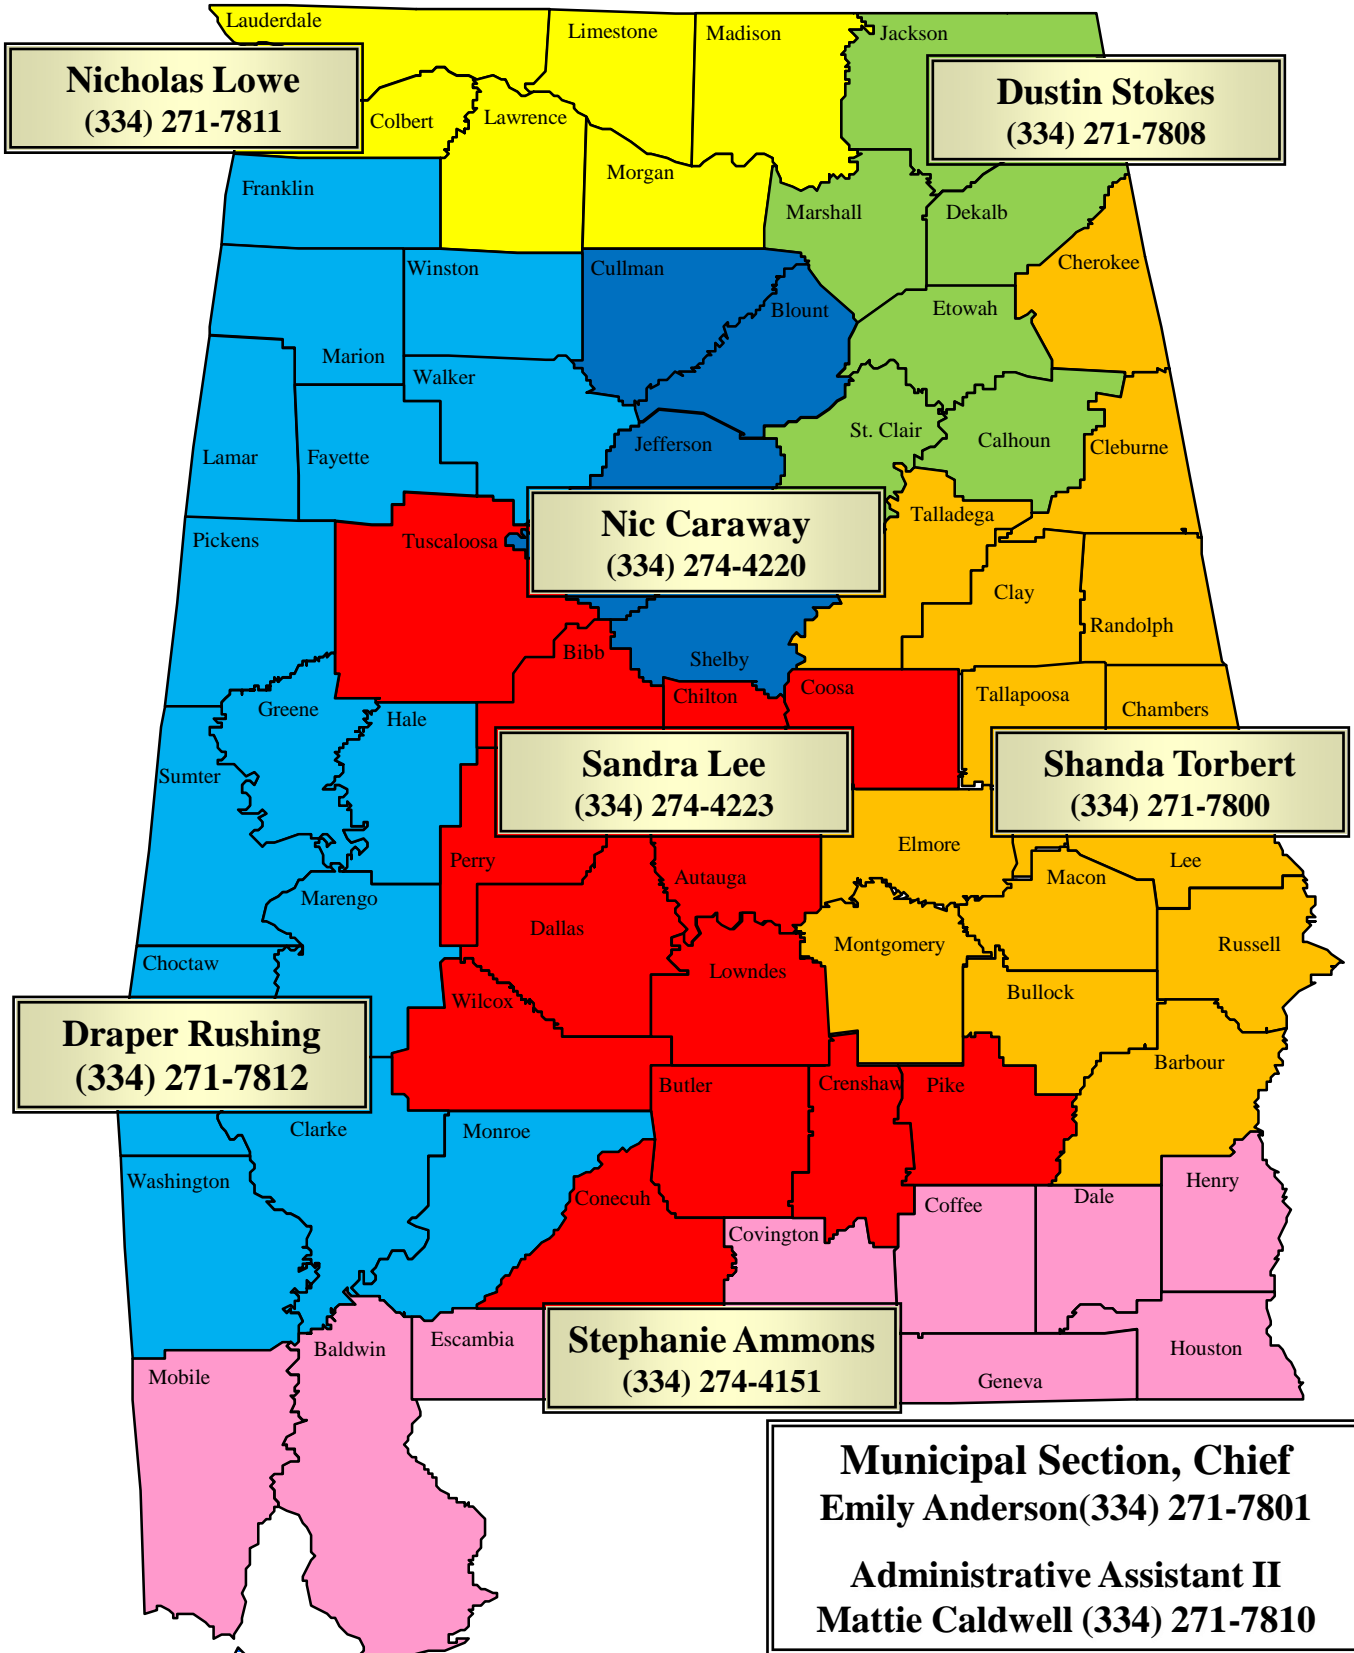 Lauderdale
Limestone
Madison
Jackson
Nicholas Lowe
(334) 271-7811
Dustin Stokes
(334) 271-7808
Colbert
Lawrence
Franklin
Morgan
Marshall
Dekalb
Cherokee
Winston
Cullman
Blount
Etowah
Marion
Walker
Lamar
Fayette
Jefferson
St. Clair
Calhoun
Cleburne
Pickens
Tuscaloosa
Nic Caraway
(334) 274-4220
Talladega
Clay
Randolph
Bibb
Shelby
Greene
Hale
Chilton
Coosa
Tallapoosa
Chambers
Sumter
Sandra Lee
(334) 274-4223
Shanda Torbert
(334) 271-7800
Perry
Autauga
Elmore
Macon
Lee
Marengo
Dallas
Montgomery
Russell
Choctaw
Lowndes
Wilcox
Bullock
Draper Rushing
(334) 271-7812
Butler
Crenshaw
Pike
Barbour
Clarke
Monroe
Washington
Conecuh
Covington
Coffee
Dale
Henry
Mobile
Baldwin
Escambia
Stephanie Ammons
(334) 274-4151
Geneva
Houston
Municipal Section, Chief
Emily Anderson(334) 271-7801
Administrative Assistant II
Mattie Caldwell (334) 271-7810